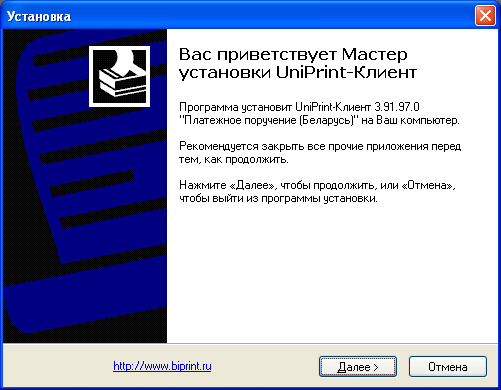 Установка
Вас приветствует Мастер
установки UniPrint-Клиент
Программа установит UniPrint-Клиент 3.91.97.0
"Платежное поручение (Беларусь)" на Ваш компьютер.
Рекомендуется закрыть все прочие приложения перед
тем, как продолжить.
Нажмите «Далее», чтобы продолжить, или «Отмена»,
чтобы выйти из программы установки.
http://www.biprint.ru
Далее >
Отмена